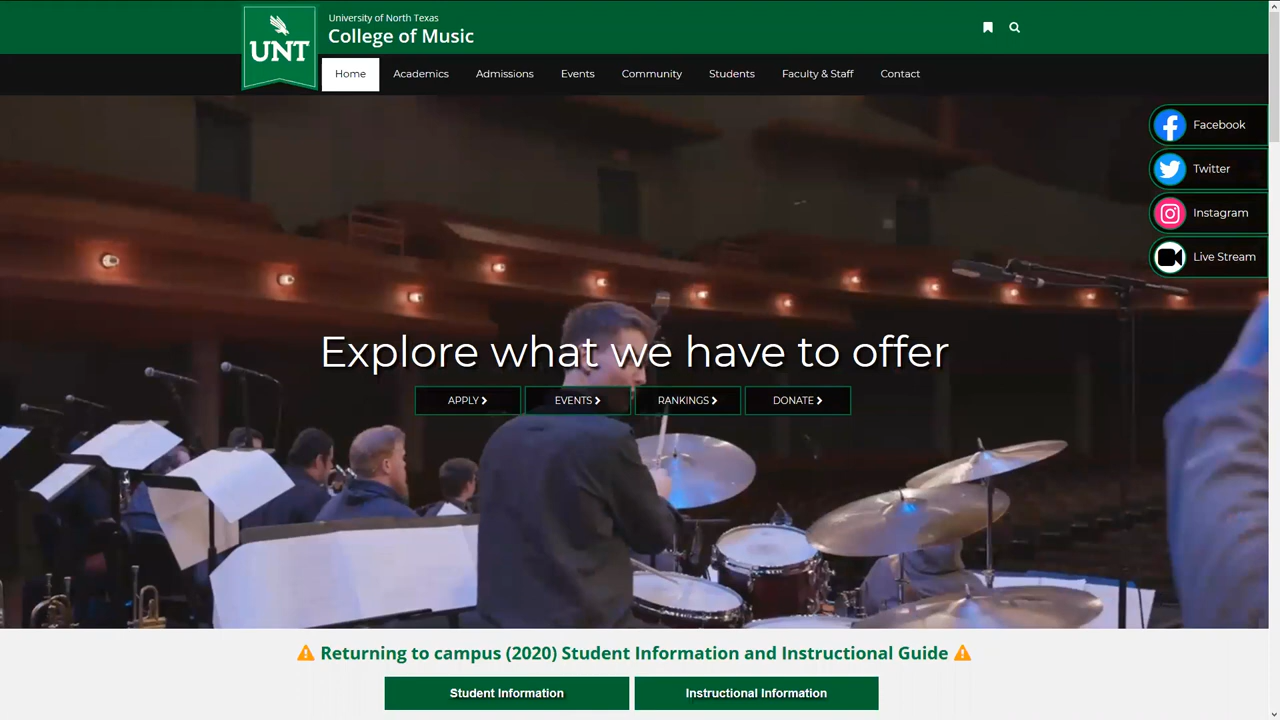 University of North Texas
College of Music
UNT
Home Academics Admissions Events Community Students Faculty & Staff Contact
Facebook
Twitter
Instagram
Live Stream
Explore what we have to offer
APPLY EVENTS RANKINGS DONATE
Returning to campus (2020) Student Information and Instructional Guide
Student Information Instructional Information